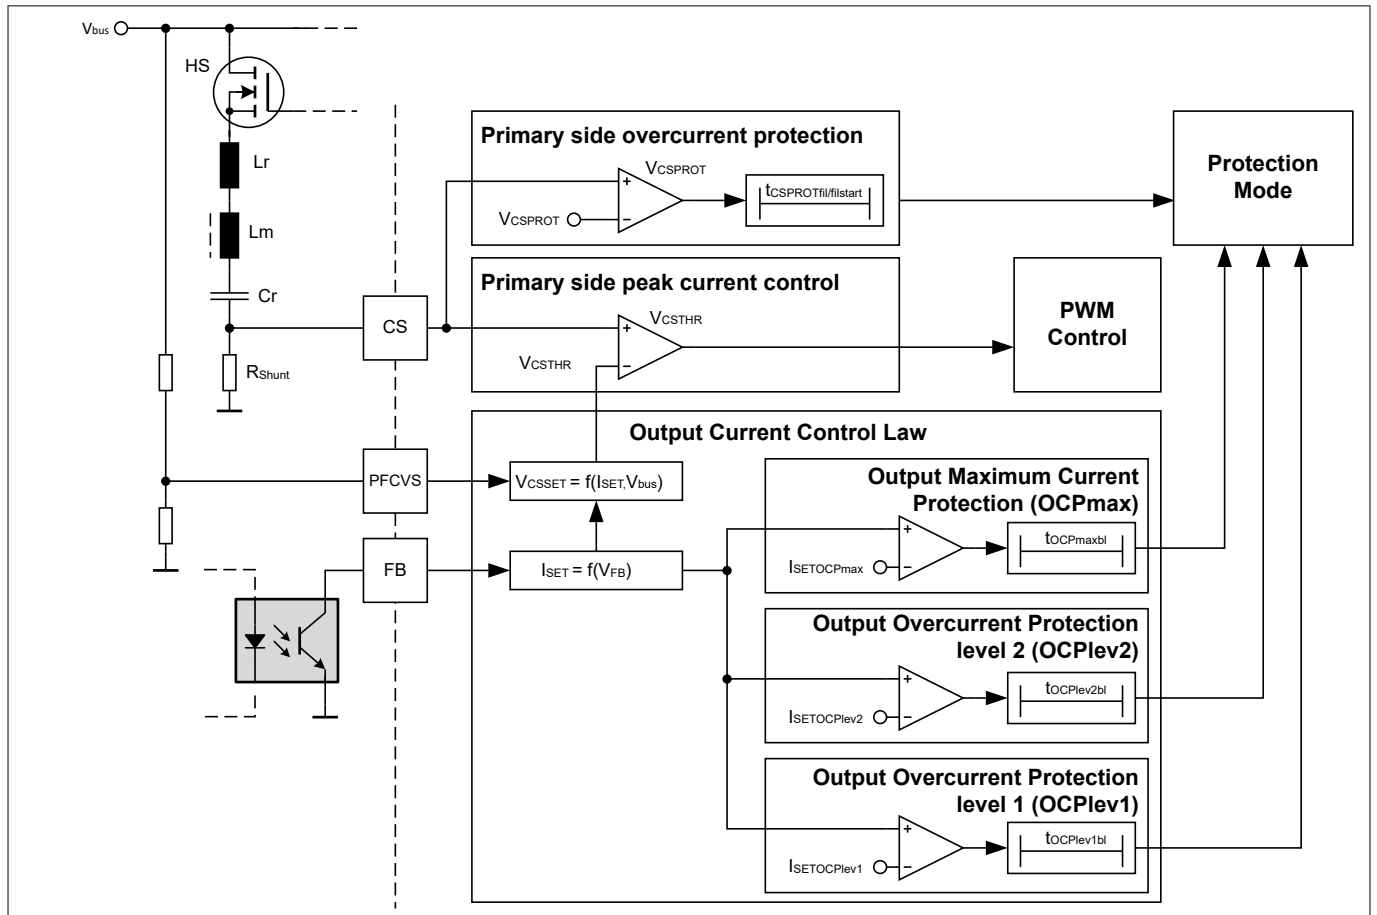 Vbus
HS
Lr
Lm
Cr
RShunt
CS
PFCVS
FB
Primary side overcurrent protection
VCSPROT
VCSPROT
tCSPROTfil/filstart
Protection
Mode
Primary side peak current control
VCSTHR
VCSTHR
PWM
Control
Output Current Control Law
VCSSET = f(ISET,Vbus)
ISET = f(VFB)
Output Maximum Current
Protection (OCPmax)
ISETOCPmax
tOCPmaxbl
Output Overcurrent Protection
level 2 (OCPlev2)
ISETOCPlev2
tOCPlev2bl
Output Overcurrent Protection
level 1 (OCPlev1)
ISETOCPlev1
tOCPlev1bl